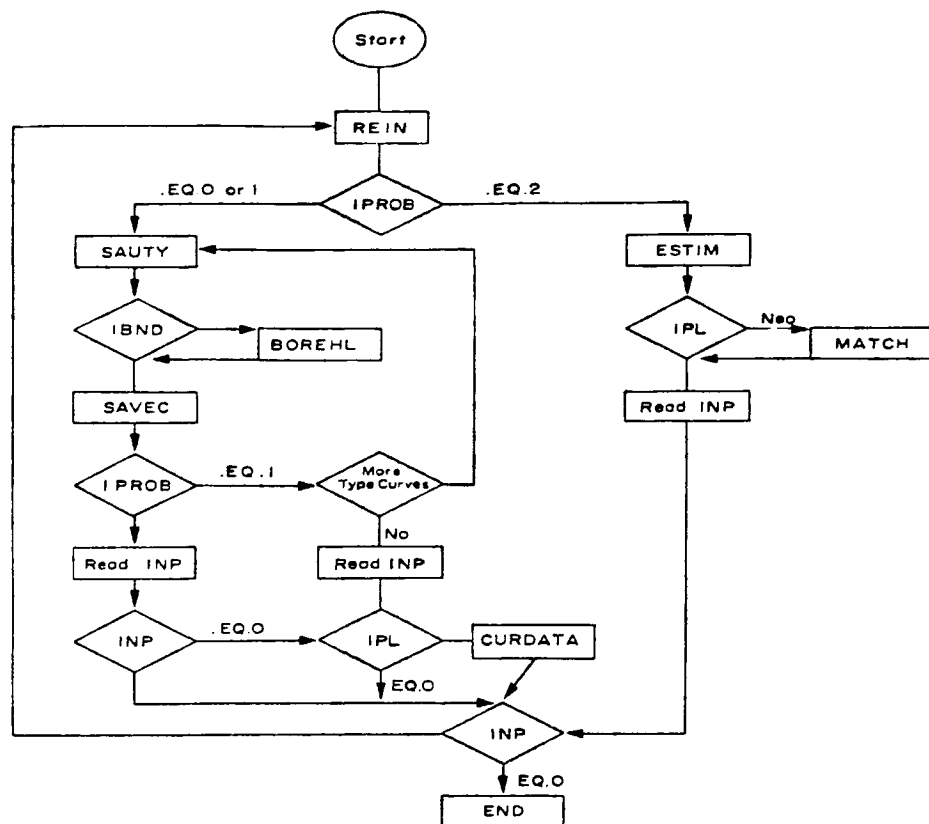 Start
REIN
.EQ.0 or 1
IPROB
.EQ.2
SAUTY
ESTIM
IBND
BOREHL
IPL
Neo
MATCH
SAVEC
Read INP
IPROB
.EQ.1
More
Type Curves
No
Read INP
Read INP
INP
.EQ.0
IPL
CURDATA
EQ.0
INP
EQ.0
END